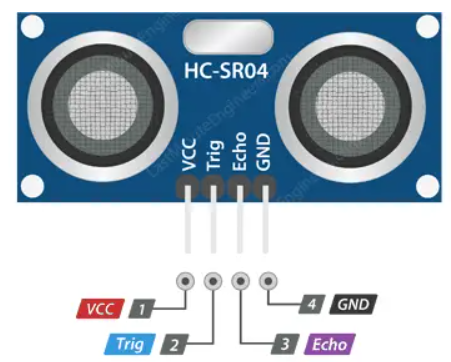 HC-SR04
VCC Trig Echo GND
VCC 1
4 GND
Trig 2
3 Echo